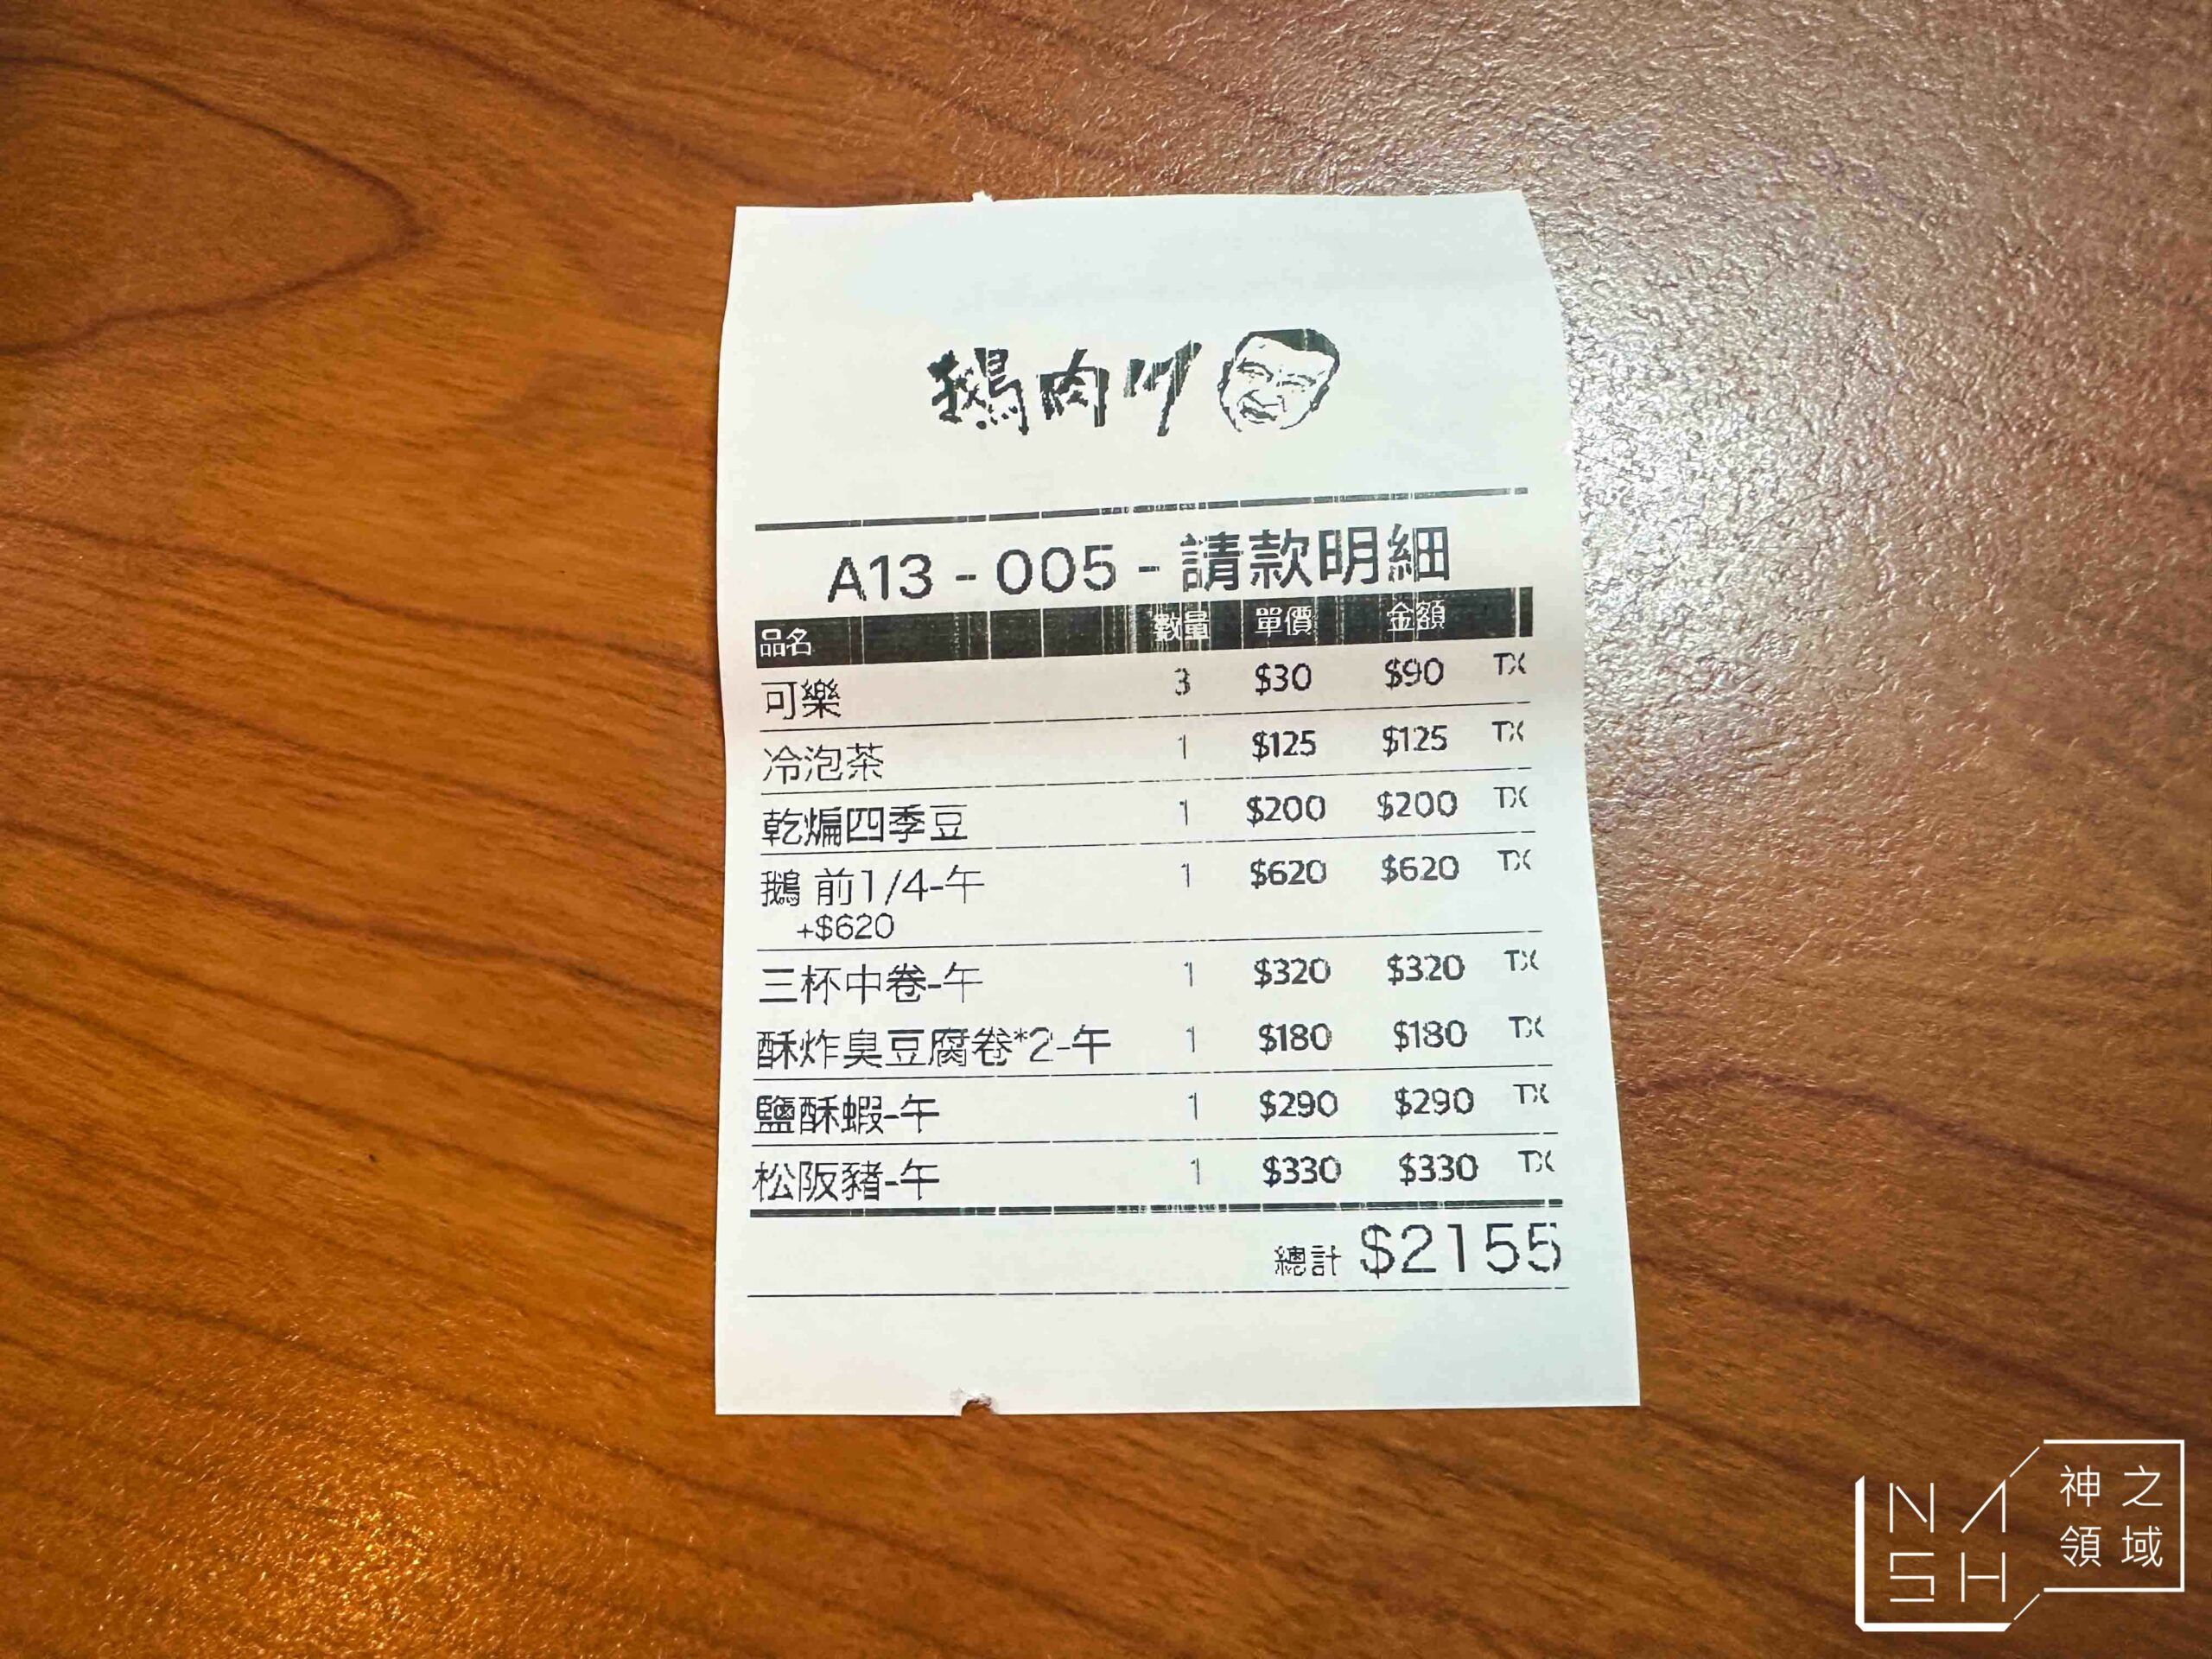 鵝肉川
A13 - 005 - 請款明細
品名 數量 單價 金額
可樂 3 $30 $90 TX
冷泡茶 1 $125 $125 TX
乾煸四季豆 1 $200 $200 TX
鵝 前1/4-午 1 $620 $620 TX
+$620
三杯中卷-午 1 $320 $320 TX
酥炸臭豆腐卷*2-午 1 $180 $180 TX
鹽酥蝦-午 1 $290 $290 TX
松阪豬-午 1 $330 $330 TX
總計 $2155
NASH
神之
領域